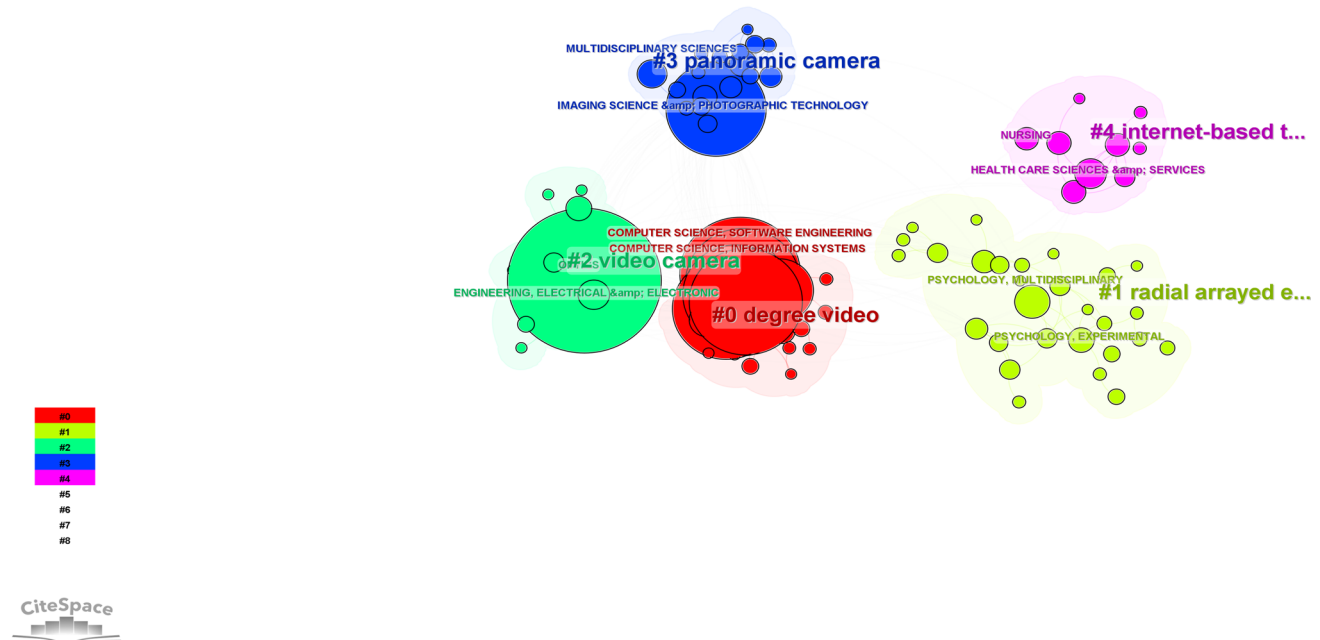 MULTIDISCIPLINARY SCIENCES
#3 panoramic camera
IMAGING SCIENCE &amp; PHOTOGRAPHIC TECHNOLOGY
NURSING
#4 internet-based t...
HEALTH CARE SCIENCES &amp; SERVICES
COMPUTER SCIENCE, SOFTWARE ENGINEERING
COMPUTER SCIENCE, INFORMATION SYSTEMS
#2 video camera
ENGINEERING, ELECTRICAL &amp; ELECTRONIC
#0 degree video
PSYCHOLOGY, MULTIDISCIPLINARY
#1 radial arrayed e...
PSYCHOLOGY, EXPERIMENTAL
#0
#1
#2
#3
#4
#5
#6
#7
#8
CiteSpace